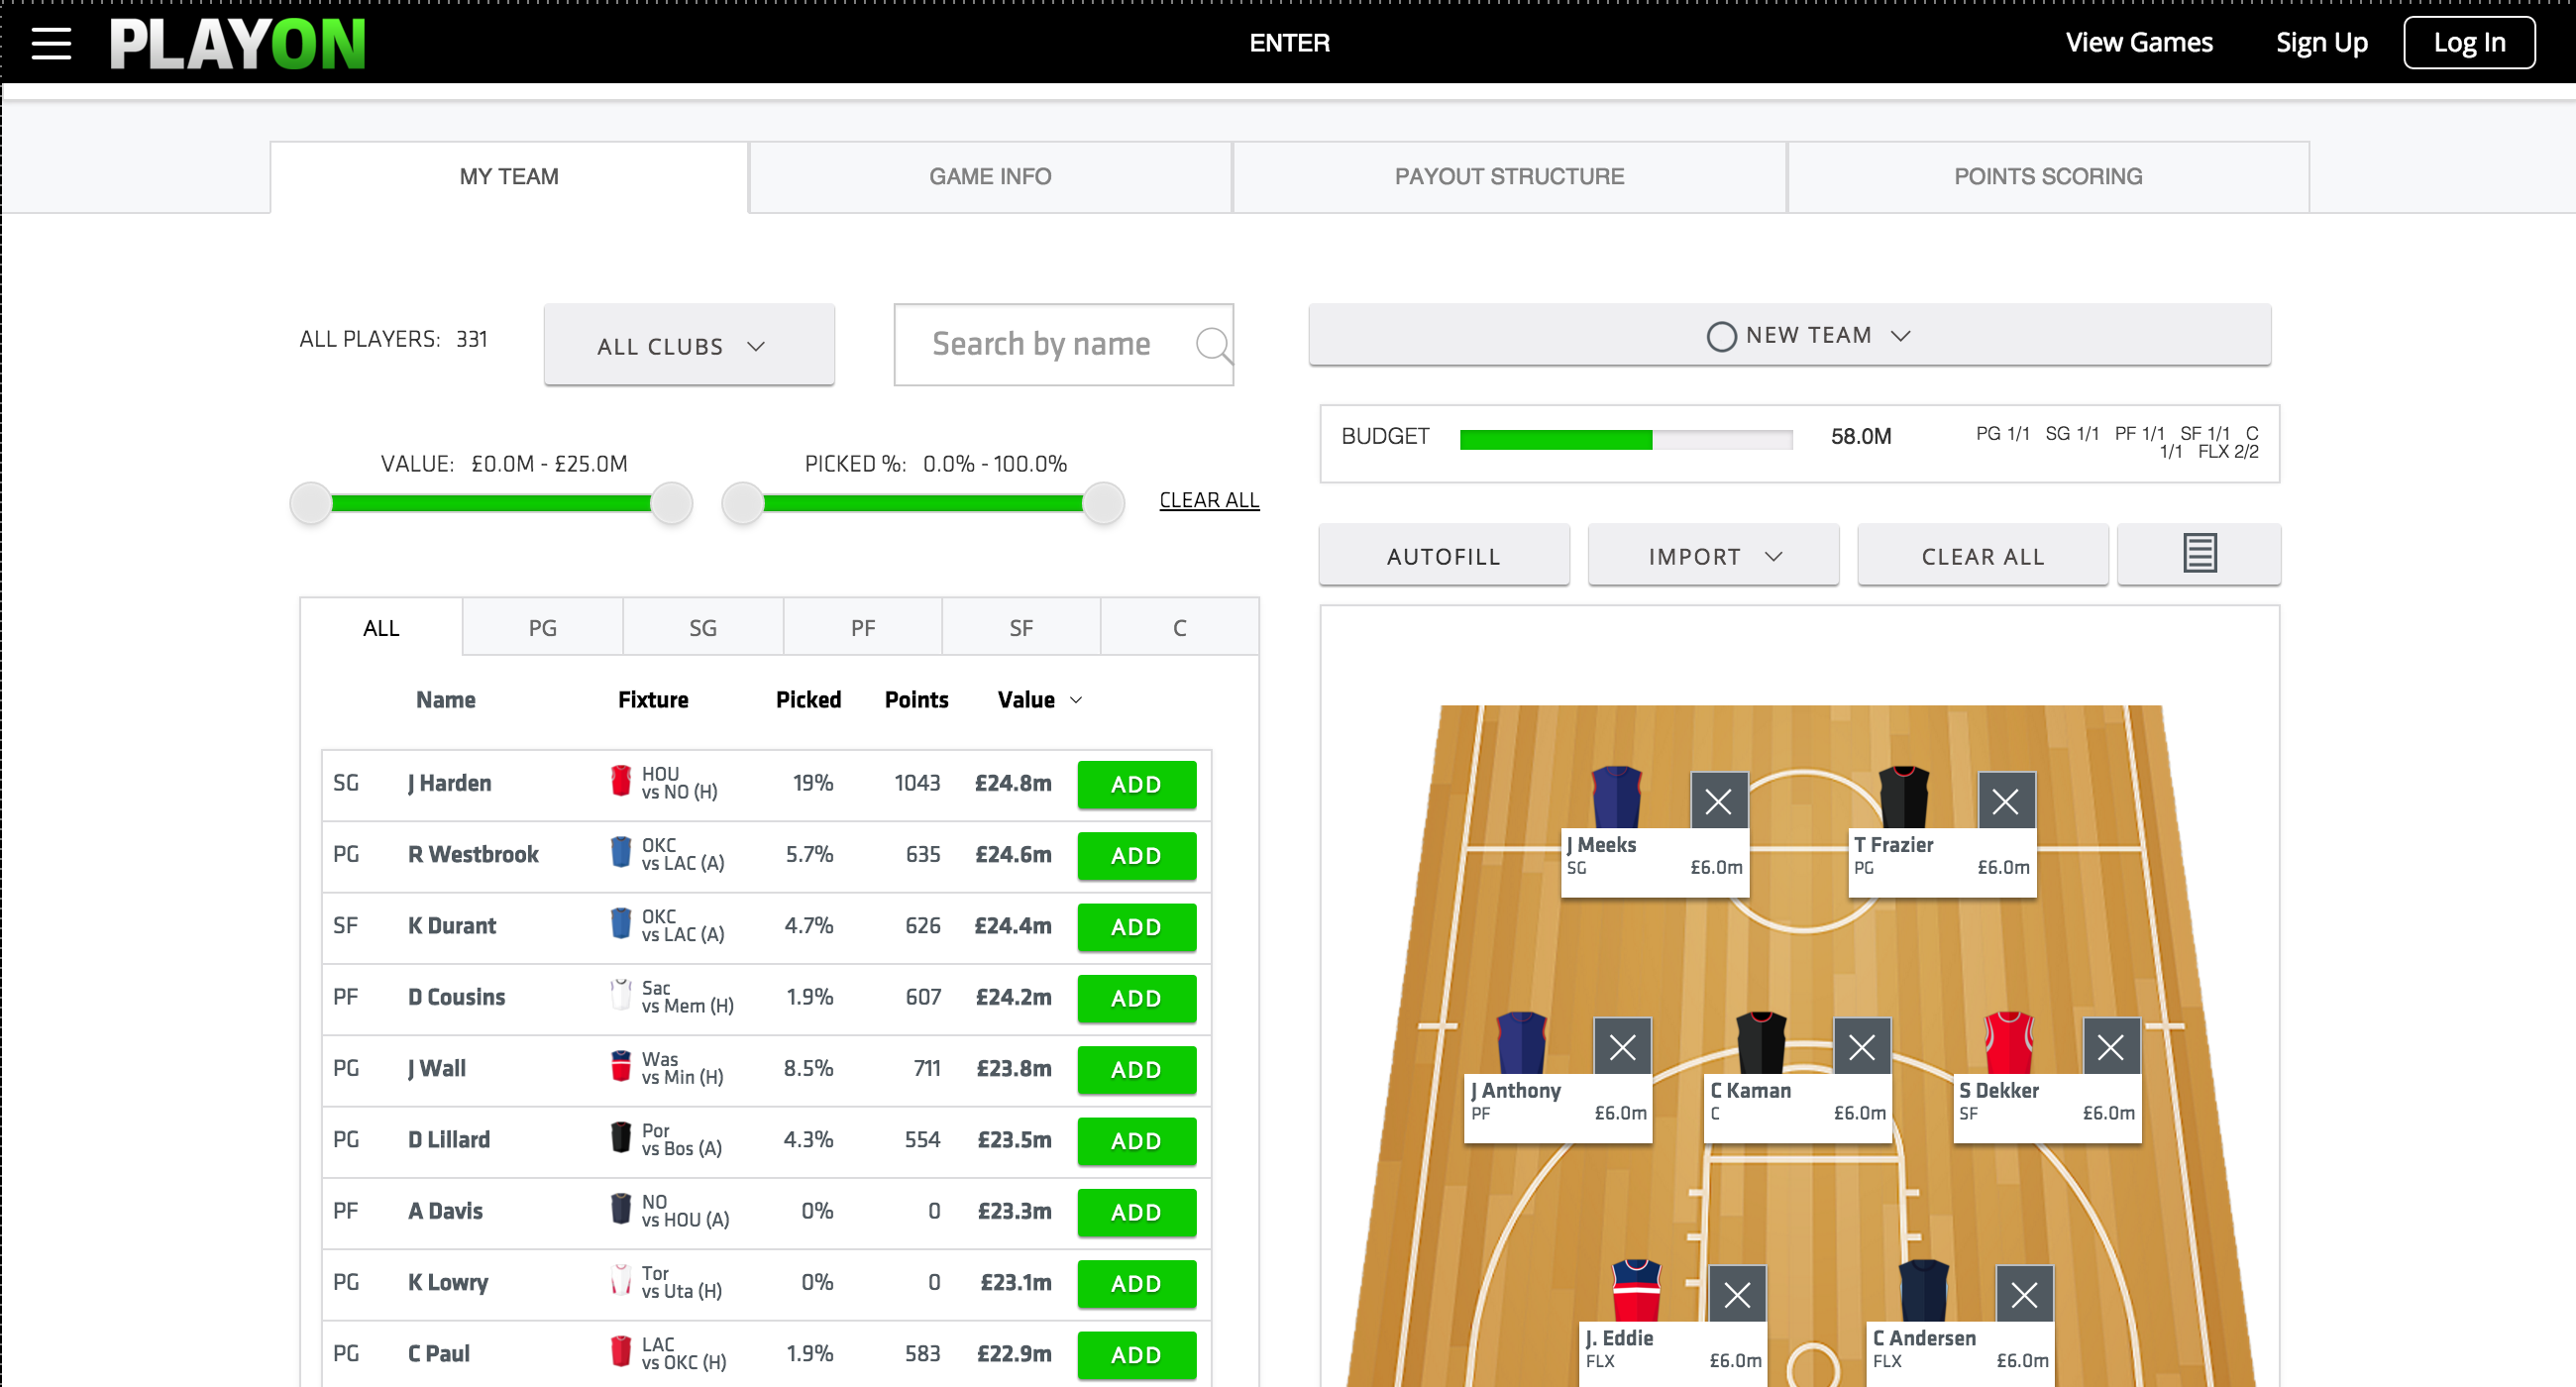 PLAYON
ENTER
View Games
Sign Up
Log In
MY TEAM
GAME INFO
PAYOUT STRUCTURE
POINTS SCORING
ALL PLAYERS: 331
ALL CLUBS
Search by name
VALUE: £0.0M - £25.0M
PICKED %: 0.0% - 100.0%
CLEAR ALL
ALL PG SG PF SF C
Name Fixture Picked Points Value
SG J Harden HOU 19% 1043 £24.8m ADD
vs NO (H)
PG R Westbrook OKC 5.7% 635 £24.6m ADD
vs LAC (A)
SF K Durant OKC 4.7% 626 £24.4m ADD
vs LAC (A)
PF D Cousins Sac 1.9% 607 £24.2m ADD
vs Mem (H)
PG J Wall Was 8.5% 711 £23.8m ADD
vs Min (H)
PG D Lillard Por 4.3% 554 £23.5m ADD
vs Bos (A)
PF A Davis NO 0% 0 £23.3m ADD
vs HOU (A)
PG K Lowry Tor 0% 0 £23.1m ADD
vs Uta (H)
PG C Paul LAC 1.9% 583 £22.9m ADD
vs OKC (H)
NEW TEAM
BUDGET 58.0M
PG 1/1 SG 1/1 PF 1/1 SF 1/1 C
1/1 FLX 2/2
AUTOFILL
IMPORT
CLEAR ALL
J Meeks
SG £6.0m
T Frazier
PG £6.0m
J Anthony
PF £6.0m
C Kaman
C £6.0m
S Dekker
SF £6.0m
J. Eddie
FLX £6.0m
C Andersen
FLX £6.0m